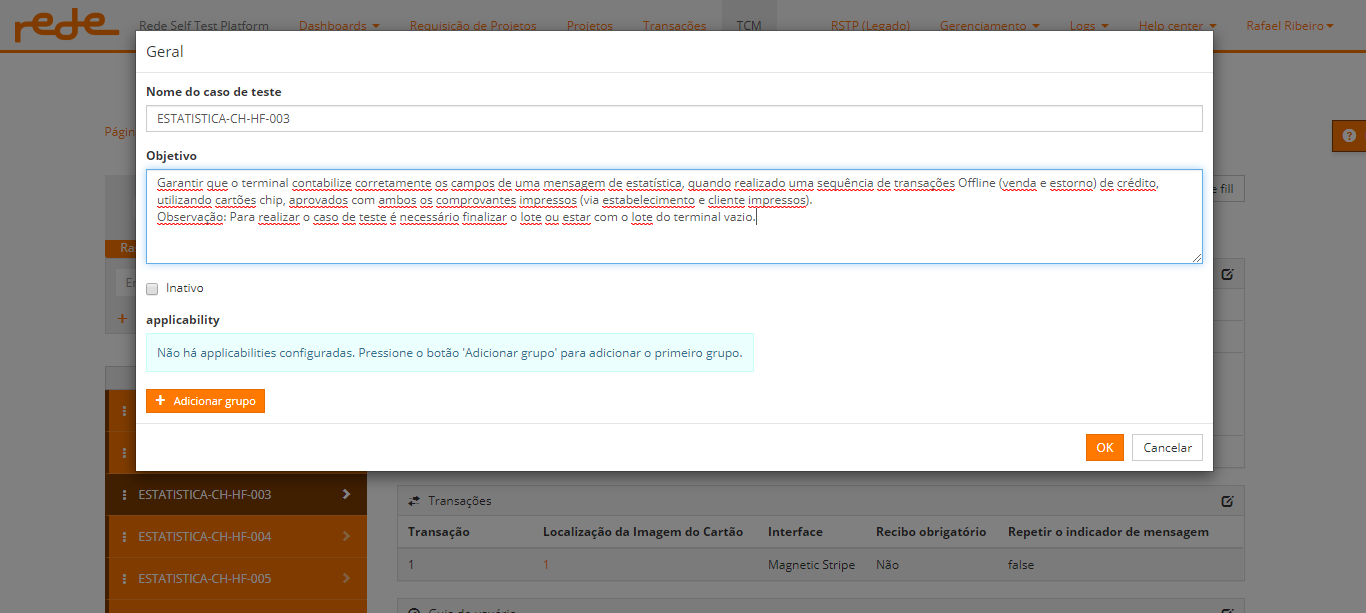 rede
Rede Self Test Platform Dashboards Requisição de Projetos Projetos Transações TCM RSTP (Legado) Gerenciamento Logs Help center Rafael Ribeiro
Geral
Nome do caso de teste
ESTATISTICA-CH-HF-003
Págin
Objetivo
Garantir que o terminal contabilize corretamente os campos de uma mensagem de estatística, quando realizado uma sequência de transações Offline (venda e estorno) de crédito,
utilizando cartões chip, aprovados com ambos os comprovantes impressos (via estabelecimento e cliente impressos).
Observação: Para realizar o caso de teste é necessário finalizar o lote ou estar com o lote do terminal vazio.
e fill
Ra
En
Inativo
applicability
Não há applicabilities configuradas. Pressione o botão 'Adicionar grupo' para adicionar o primeiro grupo.
+ Adicionar grupo
OK Cancelar
ESTATISTICA-CH-HF-003
ESTATISTICA-CH-HF-004
ESTATISTICA-CH-HF-005
Transações
Transação Localização da Imagem do Cartão Interface Recibo obrigatório Repetir o indicador de mensagem
1 1 Magnetic Stripe Não false
Guia do usuário